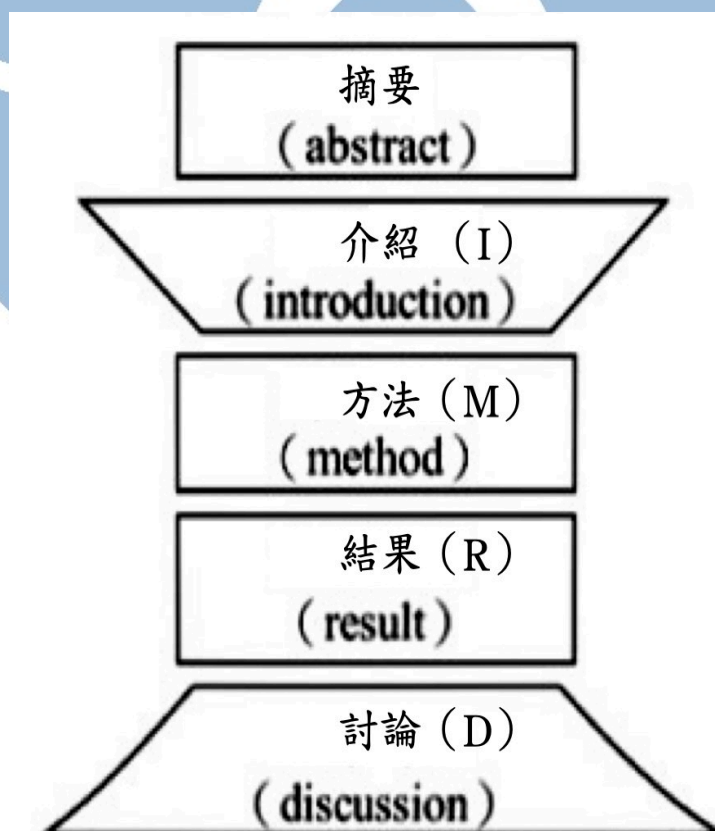 摘要
（abstract）
介紹 （I）
（introduction）
方法（M）
（method）
結果（R）
（result）
討論（D）
（discussion）